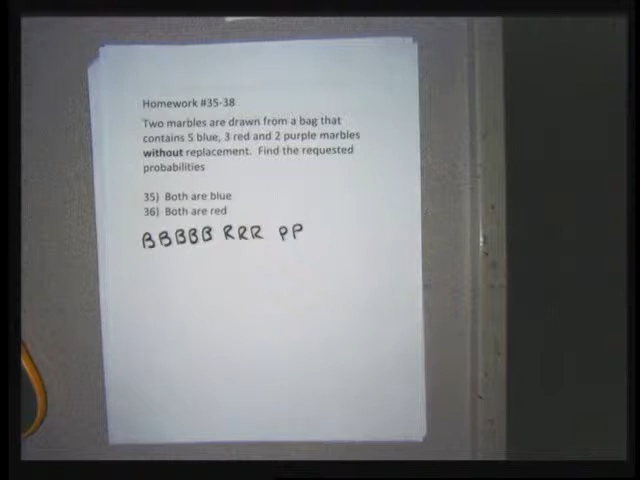 Homework #35-38
Two marbles are drawn from a bag that
contains 5 blue, 3 red and 2 purple marbles
without replacement. Find the requested
probabilities
35) Both are blue
36) Both are red
BBBBB RRR PP